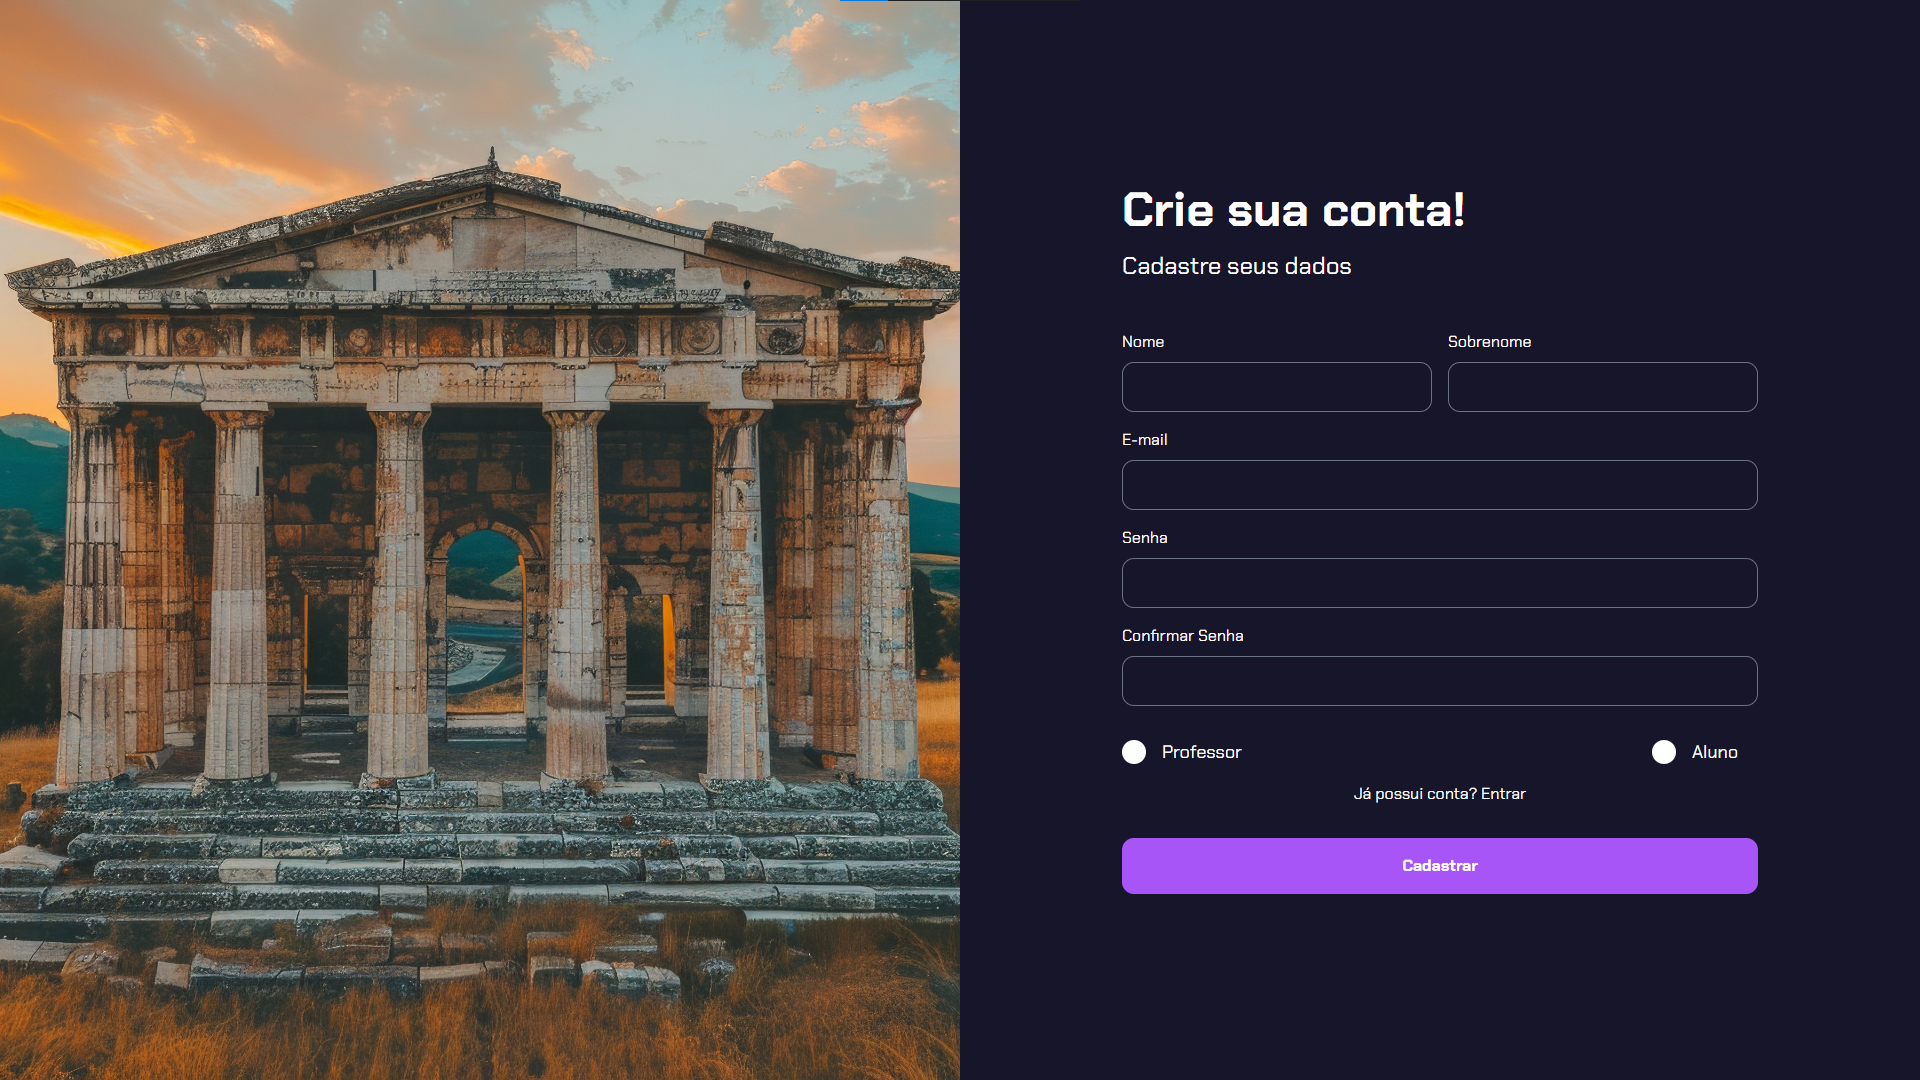 Crie sua conta!
Cadastre seus dados
Nome
Sobrenome
E-mail
Senha
Confirmar Senha
Professor
Aluno
Já possui conta? Entrar
Cadastrar